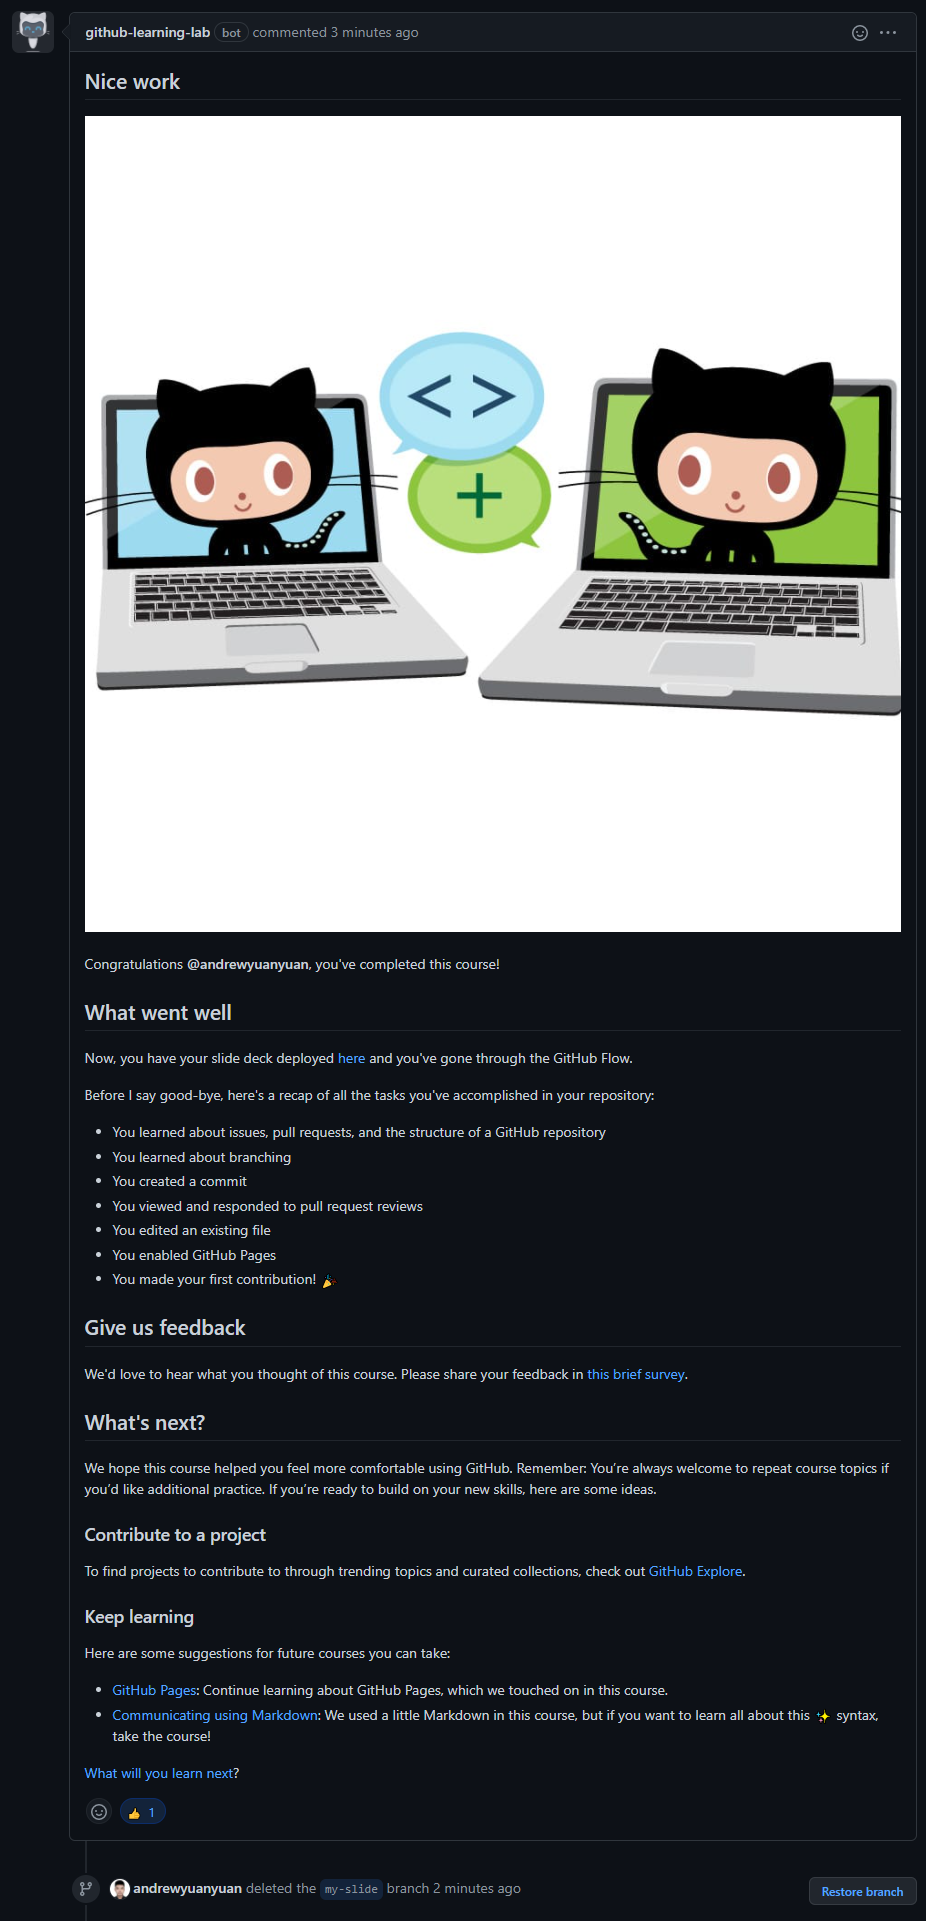 github-learning-lab bot commented 3 minutes ago
Nice work
< >
+
Congratulations @andrewyuanyuan, you've completed this course!
What went well
Now, you have your slide deck deployed here and you've gone through the GitHub Flow.
Before I say good-bye, here's a recap of all the tasks you've accomplished in your repository:
You learned about issues, pull requests, and the structure of a GitHub repository
You learned about branching
You created a commit
You viewed and responded to pull request reviews
You edited an existing file
You enabled GitHub Pages
You made your first contribution! 🎉
Give us feedback
We'd love to hear what you thought of this course. Please share your feedback in this brief survey.
What's next?
We hope this course helped you feel more comfortable using GitHub. Remember: You’re always welcome to repeat course topics if
you’d like additional practice. If you’re ready to build on your new skills, here are some ideas.
Contribute to a project
To find projects to contribute to through trending topics and curated collections, check out GitHub Explore.
Keep learning
Here are some suggestions for future courses you can take:
GitHub Pages: Continue learning about GitHub Pages, which we touched on in this course.
Communicating using Markdown: We used a little Markdown in this course, but if you want to learn all about this ✨ syntax,
take the course!
What will you learn next?
👍 1
andrewyuanyuan deleted the my-slide branch 2 minutes ago
Restore branch